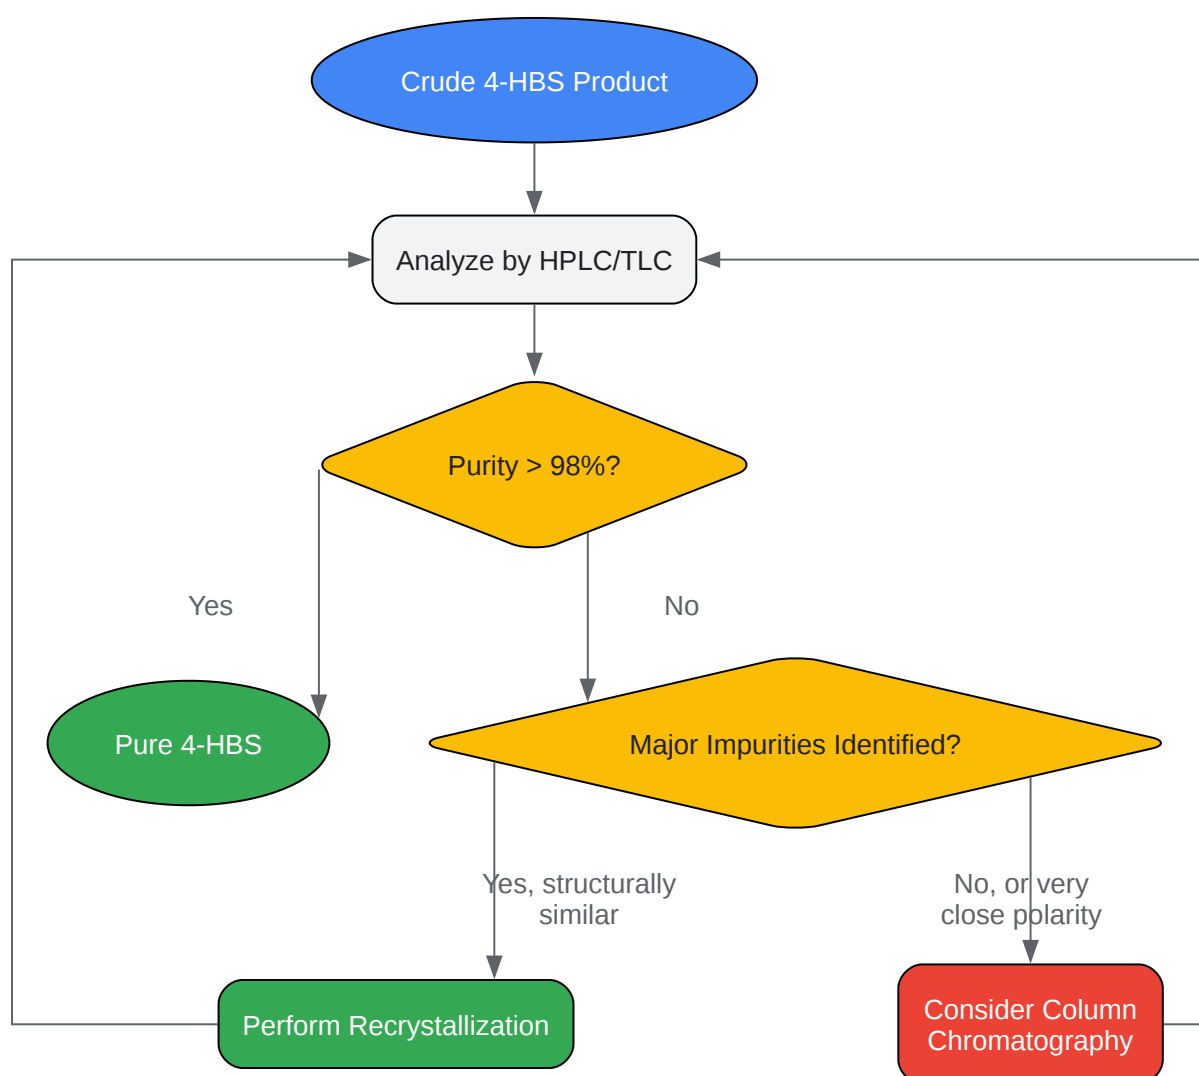 Crude 4-HBS Product
Analyze by HPLC/TLC
Purity > 98%?
Yes
No
Pure 4-HBS
Major Impurities Identified?
Yes, structurally
similar
No, or very
close polarity
Perform Recrystallization
Consider Column
Chromatography